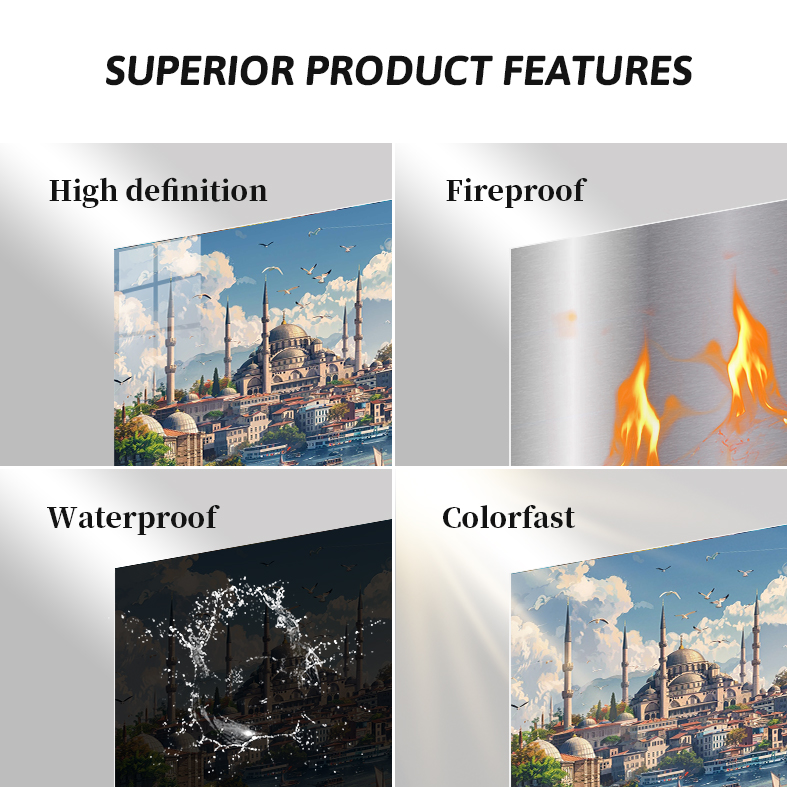 SUPERIOR PRODUCT FEATURES
High definition
Fireproof
Waterproof
Colorfast